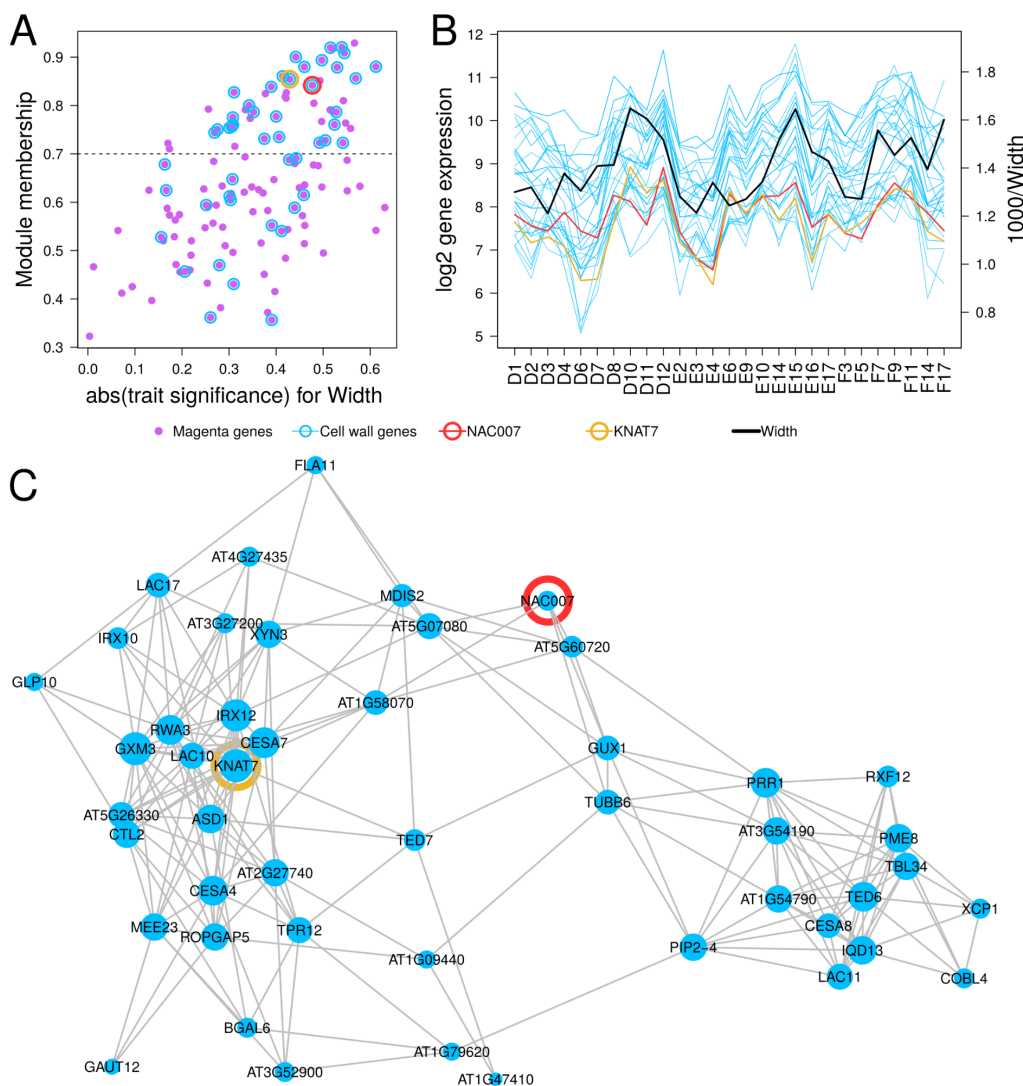 A
Module membership
0.9
0.8
0.7
0.6
0.5
0.4
0.3
0.0 0.1 0.2 0.3 0.4 0.5 0.6
abs(trait significance) for Width
B
log2 gene expression
12
11
10
9
8
7
6
5
1.8
1.6
1.4
1.2
1.0
0.8
1000/Width
D1 D2 D3 D4 D6 D7 D8 D10 D11 D12 E2 E3 E4 E6 E9 E10 E14 E15 E16 E17 F3 F5 F7 F9 F11 F14 F17
Magenta genes Cell wall genes NAC007 KNAT7 Width
C
FLA11
AT4G27435
LAC17
MDIS2
NAC007
AT3G27200
AT5G07080
XYN3
IRX10
AT5G60720
GLP10
AT1G58070
IRX12
RWA3
CESA7
GXM3
GUX1
LAC10
KNAT7
RXF12
PRR1
TUBB6
AT5G26330
ASD1
CTL2
AT3G54190
TED7
PME8
TBL34
AT2G27740
CESA4
TED6
AT1G54790
XCP1
MEE23
CESA8
TPR12
ROPGAP5
PIP2-4
IQD13
AT1G09440
LAC11
COBL4
BGAL6
AT1G79620
GAUT12
AT3G52900
AT1G47410